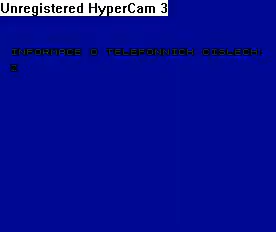 Unregistered HyperCam 3
INFORMACE O TELEFONNICH CISLECH: